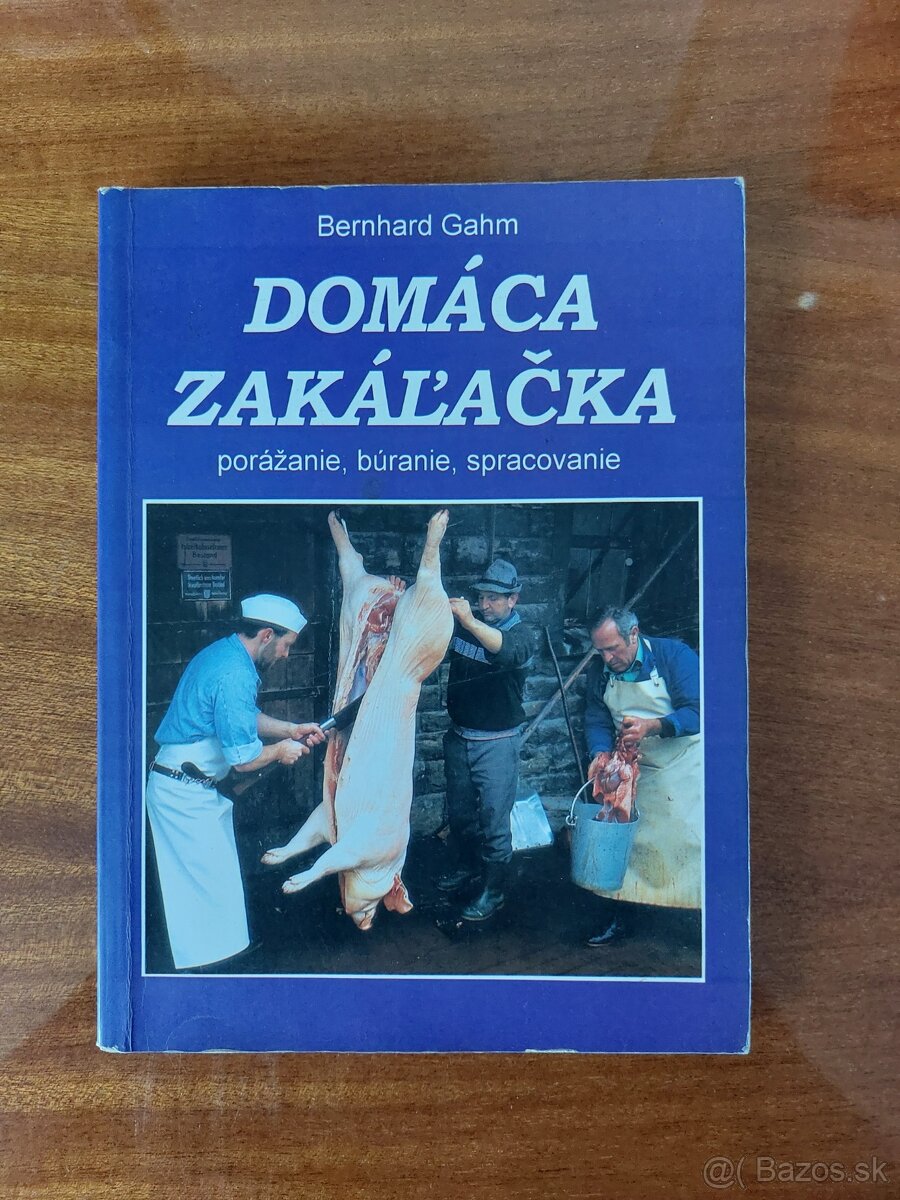 Bernhard Gahm
DOMÁCA
ZAKÁĽAČKA
porážanie, búranie, spracovanie
@( Bazos.sk